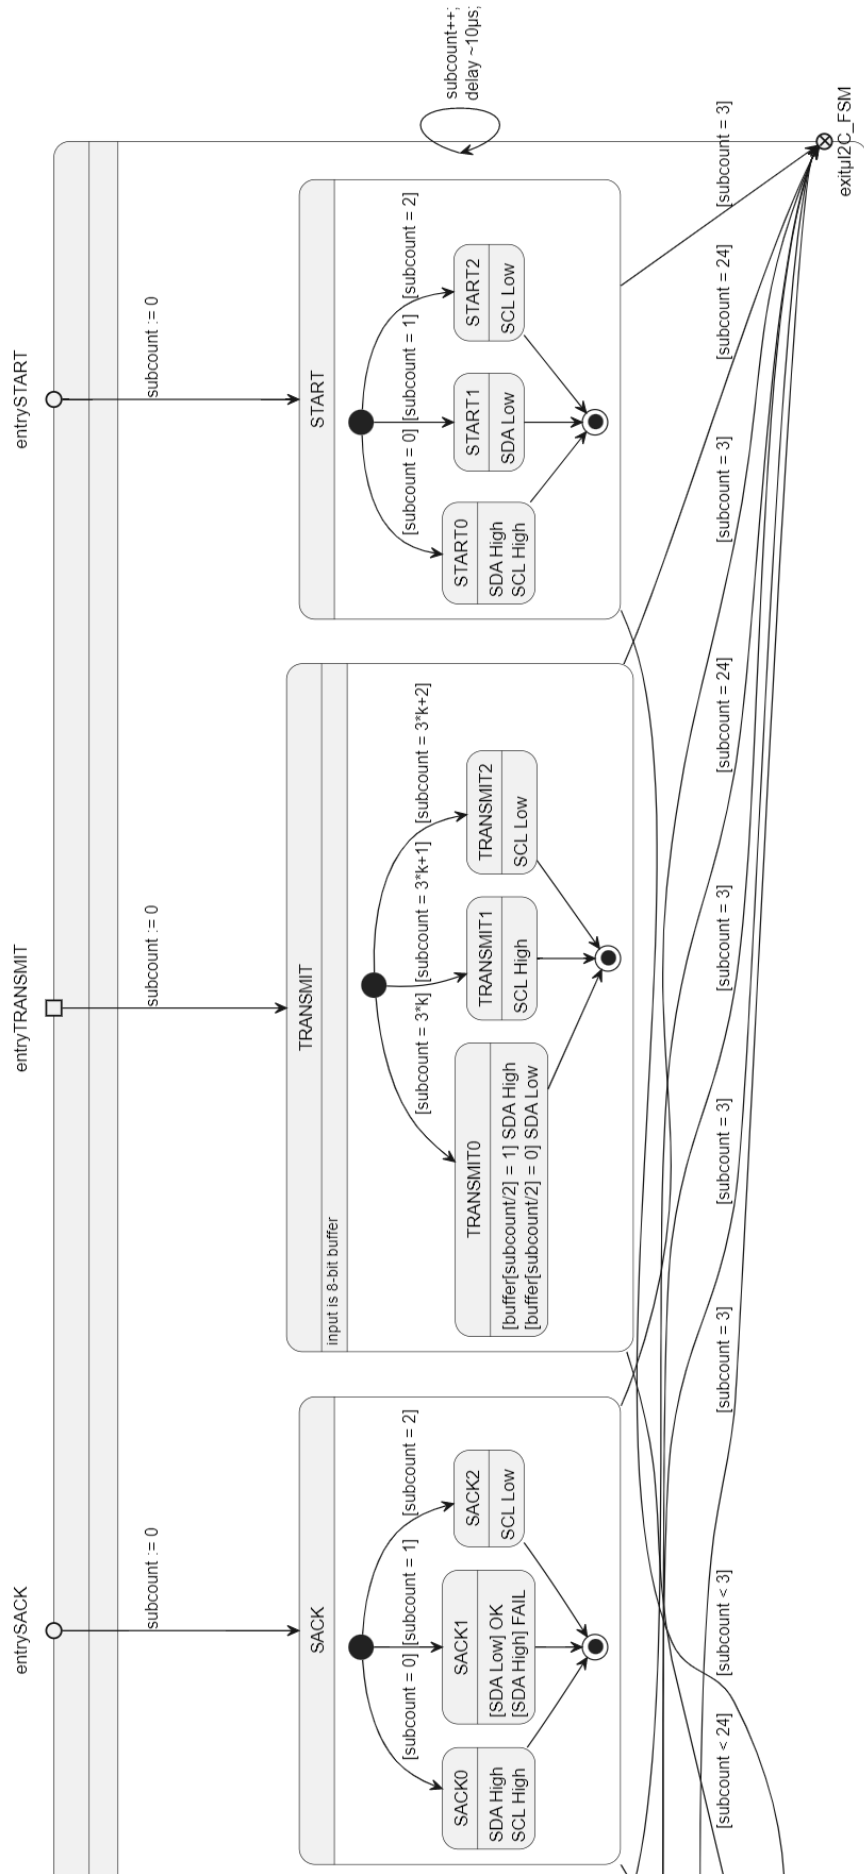 entrySACK
entryTRANSMIT
entrySTART
subcount := 0
subcount := 0
subcount := 0
SACK
[subcount = 0]
[subcount = 1]
[subcount = 2]
SACK0
SDA High
SCL High
SACK1
[SDA Low] OK
[SDA High] FAIL
SACK2
SCL Low
TRANSMIT
input is 8-bit buffer
[subcount = 3*k]
[subcount = 3*k+1]
[subcount = 3*k+2]
TRANSMIT0
[buffer[subcount/2] = 1] SDA High
[buffer[subcount/2] = 0] SDA Low
TRANSMIT1
SCL High
TRANSMIT2
SCL Low
START
[subcount = 0]
[subcount = 1]
[subcount = 2]
START0
SDA High
SCL High
START1
SDA Low
START2
SCL Low
subcount++;
delay ~10µs;
[subcount < 24]
[subcount < 3]
[subcount = 3]
[subcount = 3]
[subcount = 3]
[subcount = 24]
[subcount = 3]
[subcount = 24]
[subcount = 3]
exitµI2C_FSM